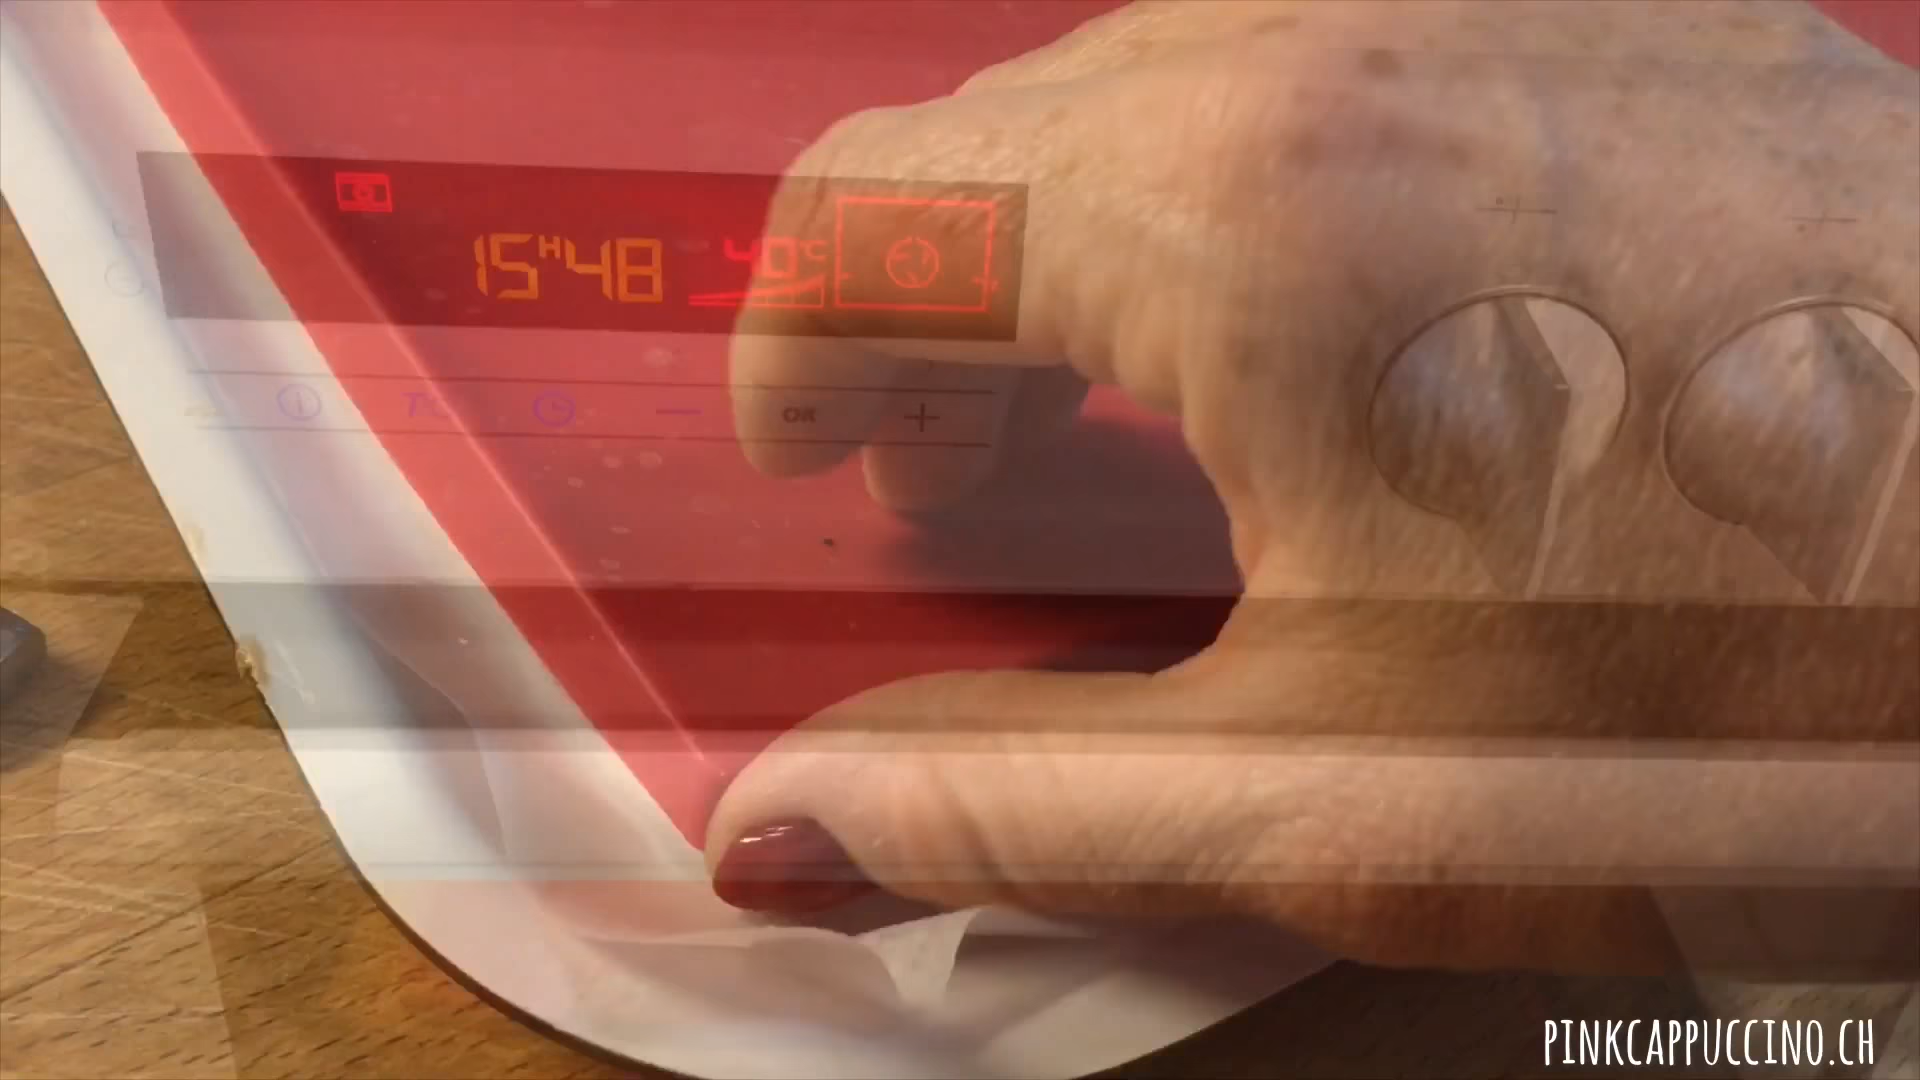 15H48 40°C
i T°C — OK +
PINKCAPPUCCINO.CH